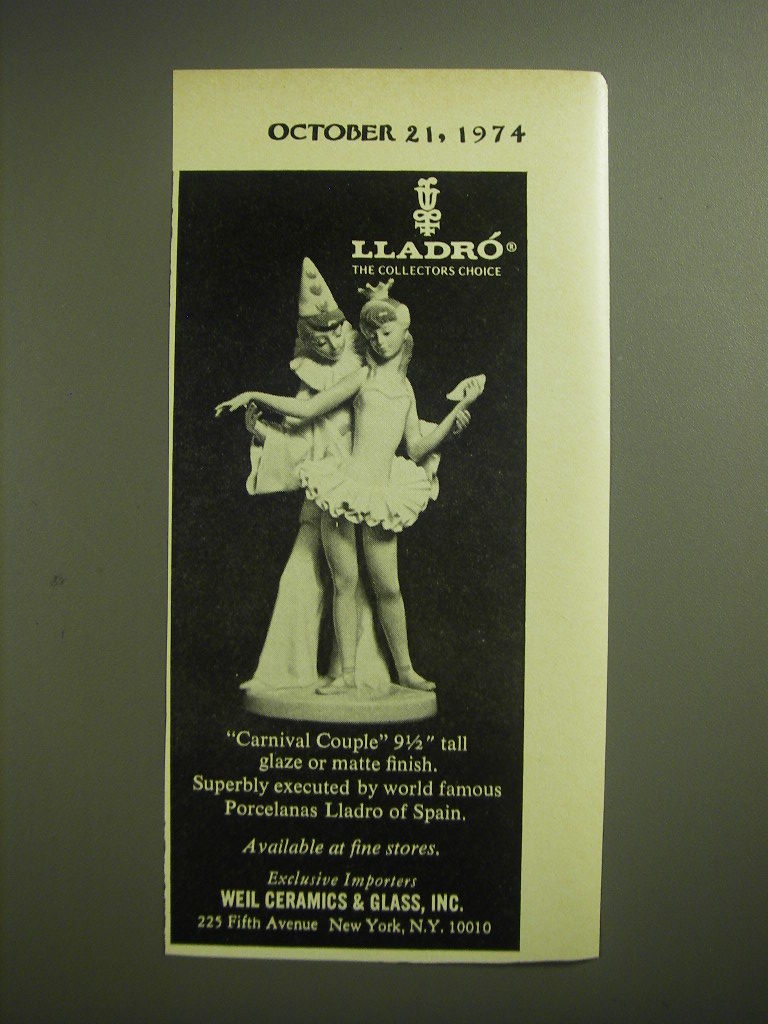 OCTOBER 21, 1974
LLADRÓ®
THE COLLECTORS CHOICE
“Carnival Couple” 9½″ tall
glaze or matte finish.
Superbly executed by world famous
Porcelanas Lladro of Spain.
Available at fine stores.
Exclusive Importers
WEIL CERAMICS & GLASS, INC.
225 Fifth Avenue New York, N.Y. 10010